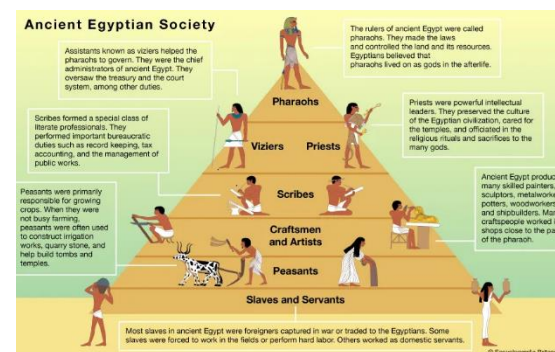 Ancient Egyptian Society
The rulers of ancient Egypt were called
pharaohs. They made the laws
and controlled the land and its resources.
Egyptians believed that
pharaohs lived on as gods in the afterlife.
Assistants known as viziers helped the
pharaohs to govern. They were the chief
administrators of ancient Egypt. They
oversaw the treasury and the court
system, among other duties.
Pharaohs
Priests were powerful intellectual
leaders. They preserved the culture
of the Egyptian civilization, cared for
the temples, and officiated in the
religious rituals and sacrifices to the
many gods.
Scribes formed a special class of
literate professionals. They
performed important bureaucratic
duties such as record keeping, tax
accounting, and the management of
public works.
Viziers
Priests
Ancient Egypt produc
many skilled painters,
sculptors, metalworke
potters, woodworkers
and shipbuilders. Ma
craftspeople worked i
shops close to the pa
of the pharaoh.
Scribes
Peasants were primarily
responsible for growing
crops. When they were
not busy farming,
peasants were often used
to construct irrigation
works, quarry stone, and
help build tombs and
temples.
Craftsmen
and Artists
Peasants
Slaves and Servants
Most slaves in ancient Egypt were foreigners captured in war or traded to the Egyptians. Some
slaves were forced to work in the fields or perform hard labor. Others worked as domestic servants.